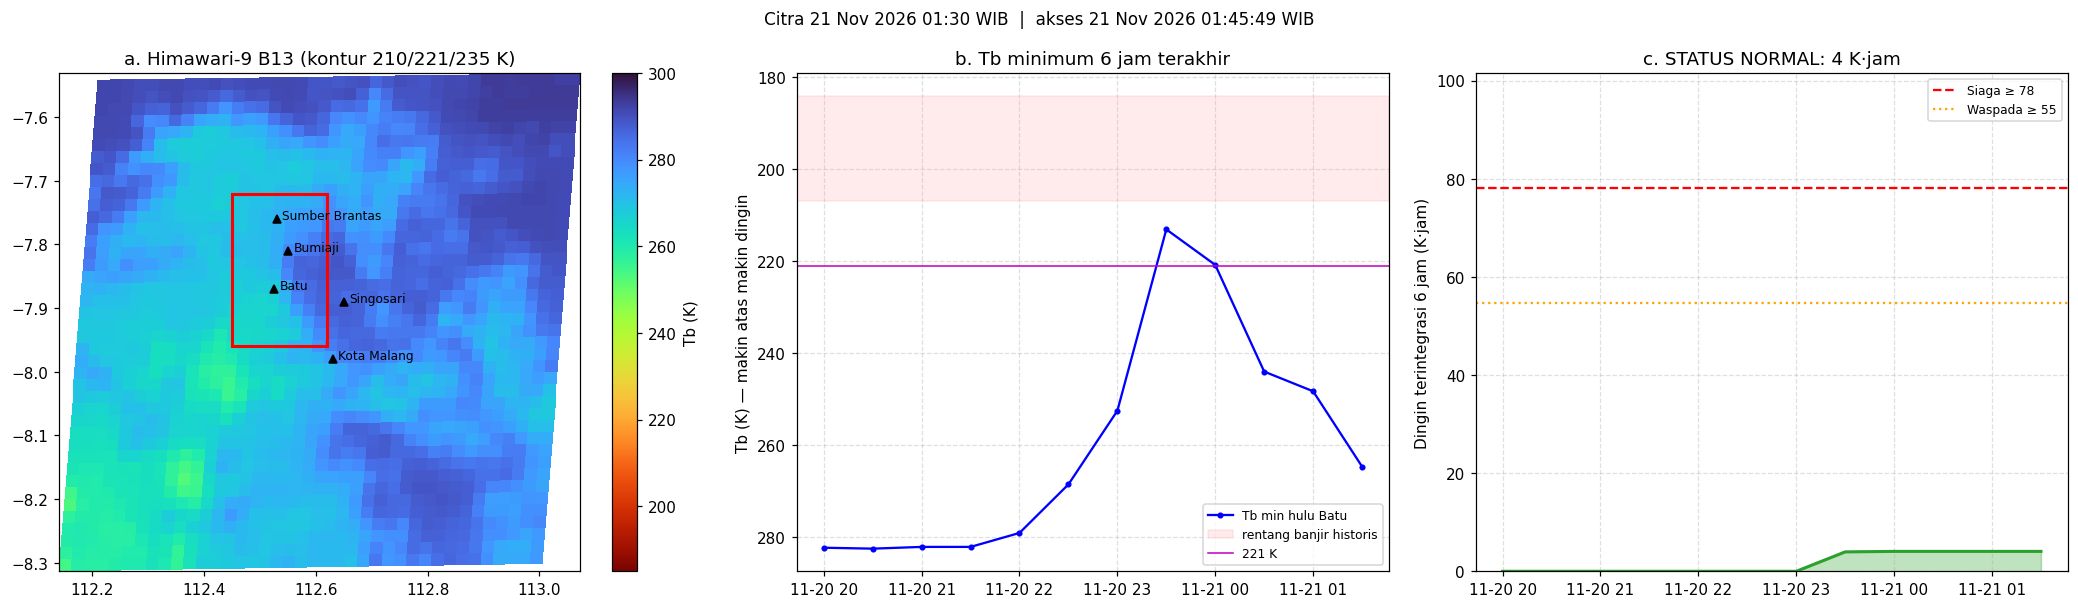 Citra 21 Nov 2026 01:30 WIB | akses 21 Nov 2026 01:45:49 WIB
a. Himawari-9 B13 (kontur 210/221/235 K)
−7.6
−7.7
−7.8
−7.9
−8.0
−8.1
−8.2
−8.3
112.2
112.4
112.6
112.8
113.0
Sumber Brantas
Bumiaji
Batu
Singosari
Kota Malang
300
280
260
240
220
200
Tb (K)
b. Tb minimum 6 jam terakhir
Tb (K) — makin atas makin dingin
180
200
220
240
260
280
11-20 20
11-20 21
11-20 22
11-20 23
11-21 00
11-21 01
Tb min hulu Batu
rentang banjir historis
221 K
c. STATUS NORMAL: 4 K·jam
Dingin terintegrasi 6 jam (K·jam)
100
80
60
40
20
0
11-20 20
11-20 21
11-20 22
11-20 23
11-21 00
11-21 01
Siaga ≥ 78
Waspada ≥ 55